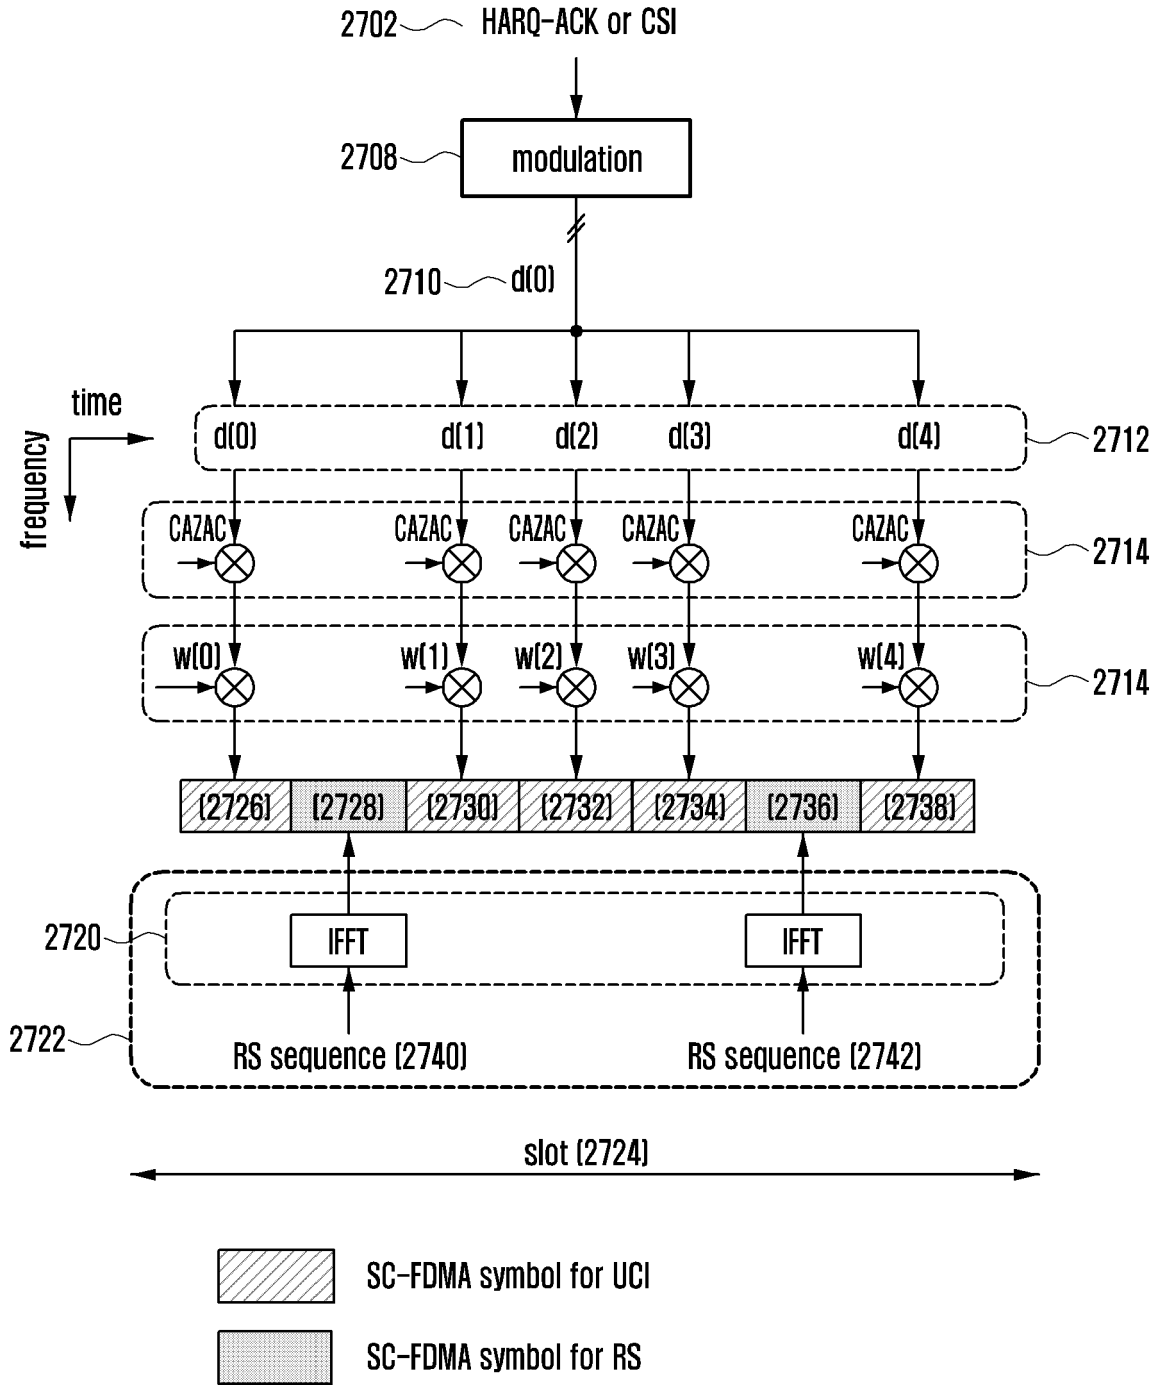 2702 HARQ-ACK or CSI
2708 modulation
2710 d(0)
time
frequency
d(0) d(1) d(2) d(3) d(4) 2712
CAZAC CAZAC CAZAC CAZAC CAZAC 2714
w(0) w(1) w(2) w(3) w(4) 2714
(2726) (2728) (2730) (2732) (2734) (2736) (2738)
2720 IFFT IFFT
2722
RS sequence (2740) RS sequence (2742)
slot (2724)
SC-FDMA symbol for UCI
SC-FDMA symbol for RS